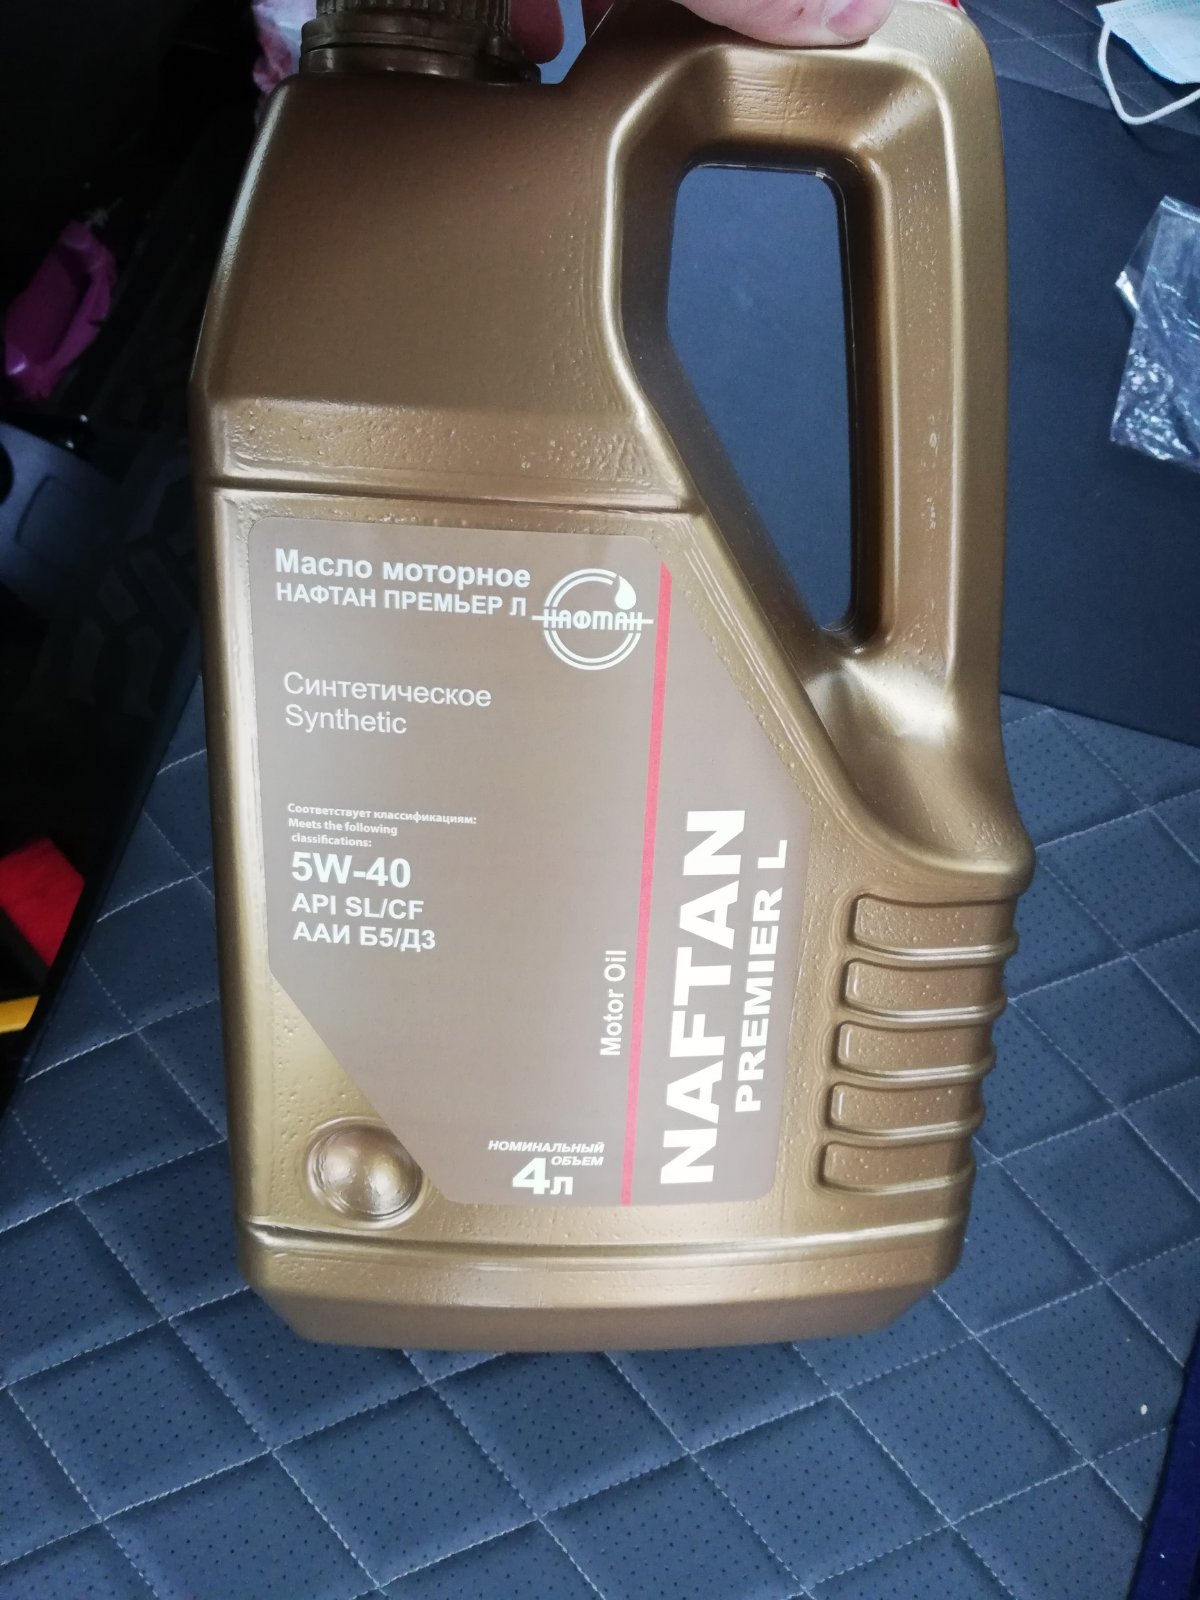 Масло моторное
НАФТАН ПРЕМЬЕР Л
НАФТАН
Синтетическое
Synthetic
Соответствует классификациям:
Meets the following
classifications:
5W-40
API SL/CF
ААИ Б5/Д3
Motor Oil
NAFTAN
PREMIER L
НОМИНАЛЬНЫЙ
ОБЪЕМ
4л